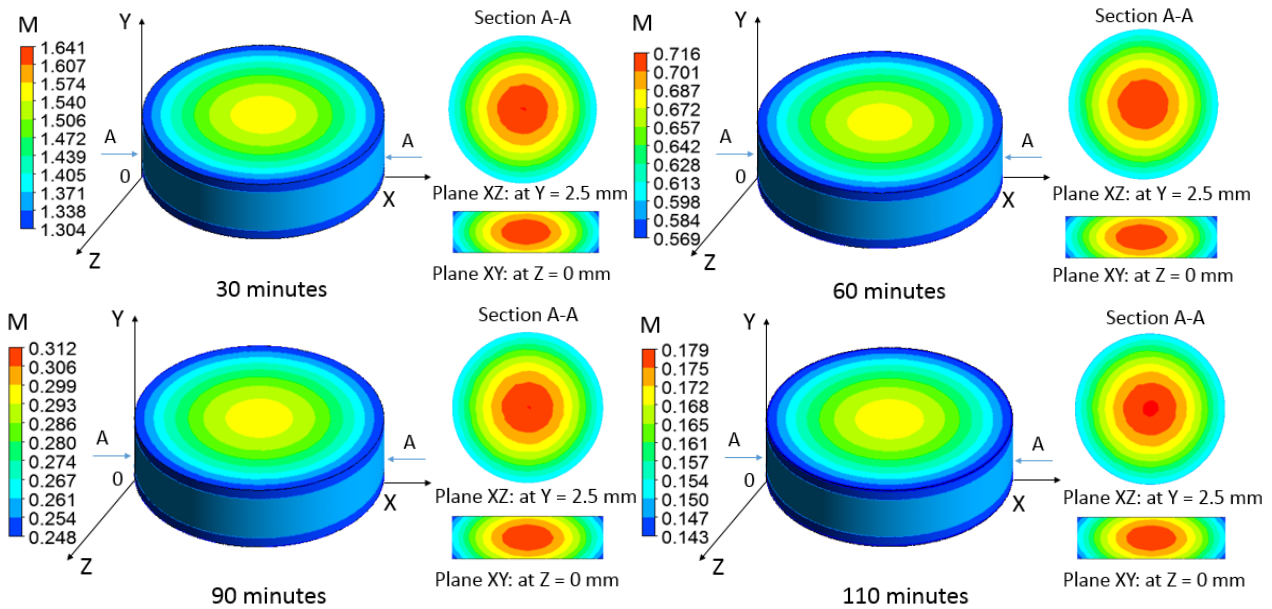 M
1.641
1.607
1.574
1.540
1.506
1.472
1.439
1.405
1.371
1.338
1.304
Y
A
A
0
X
Z
Section A-A
Plane XZ: at Y = 2.5 mm
Plane XY: at Z = 0 mm
30 minutes
M
0.716
0.701
0.687
0.672
0.657
0.642
0.628
0.613
0.598
0.584
0.569
Y
A
A
0
X
Z
Section A-A
Plane XZ: at Y = 2.5 mm
Plane XY: at Z = 0 mm
60 minutes
M
0.312
0.306
0.299
0.293
0.286
0.280
0.274
0.267
0.261
0.254
0.248
Y
A
A
0
X
Z
Section A-A
Plane XZ: at Y = 2.5 mm
Plane XY: at Z = 0 mm
90 minutes
M
0.179
0.175
0.172
0.168
0.165
0.161
0.157
0.154
0.150
0.147
0.143
Y
A
A
0
X
Z
Section A-A
Plane XZ: at Y = 2.5 mm
Plane XY: at Z = 0 mm
110 minutes